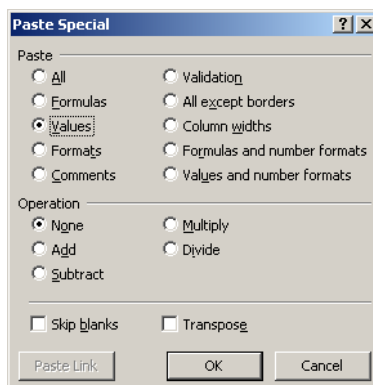 Paste Special ? X
Paste
All Validation
Formulas All except borders
Values Column widths
Formats Formulas and number formats
Comments Values and number formats
Operation
None Multiply
Add Divide
Subtract
Skip blanks Transpose
Paste Link OK Cancel